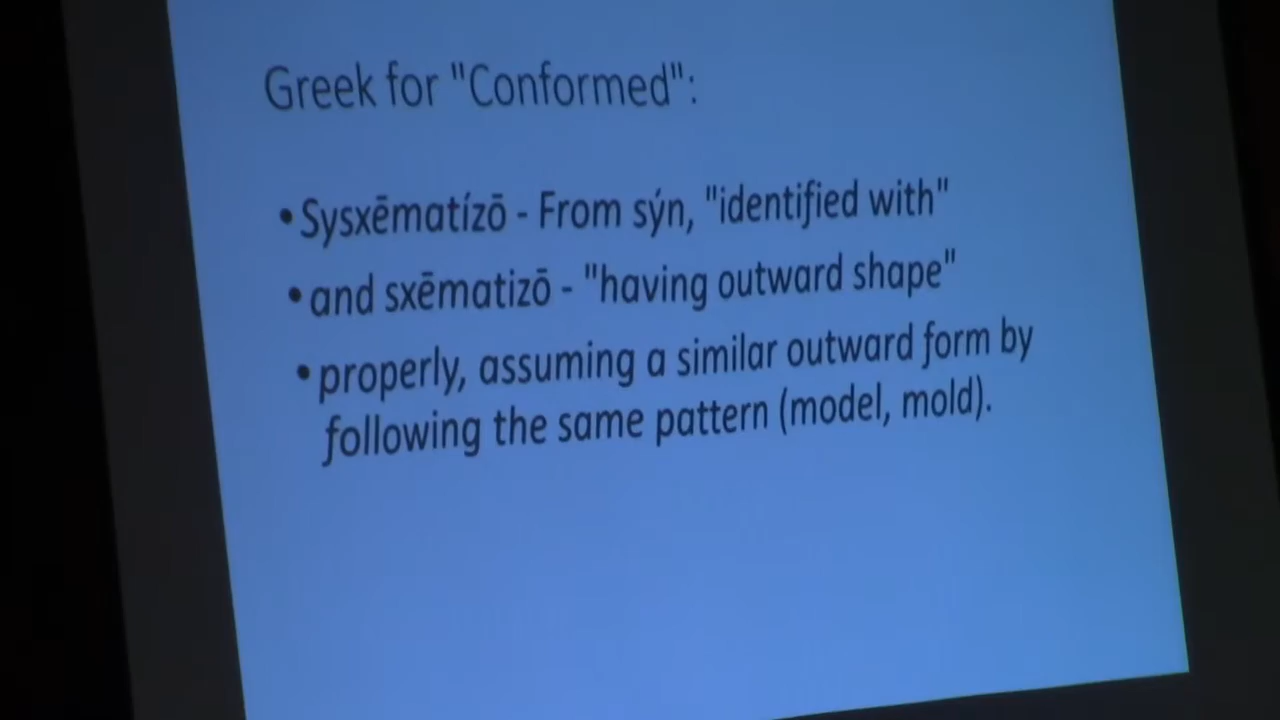 Greek for "Conformed":
•Sysxēmatízō - From sýn, "identified with"
•and sxēmatizō - "having outward shape"
•properly, assuming a similar outward form by
following the same pattern (model, mold).